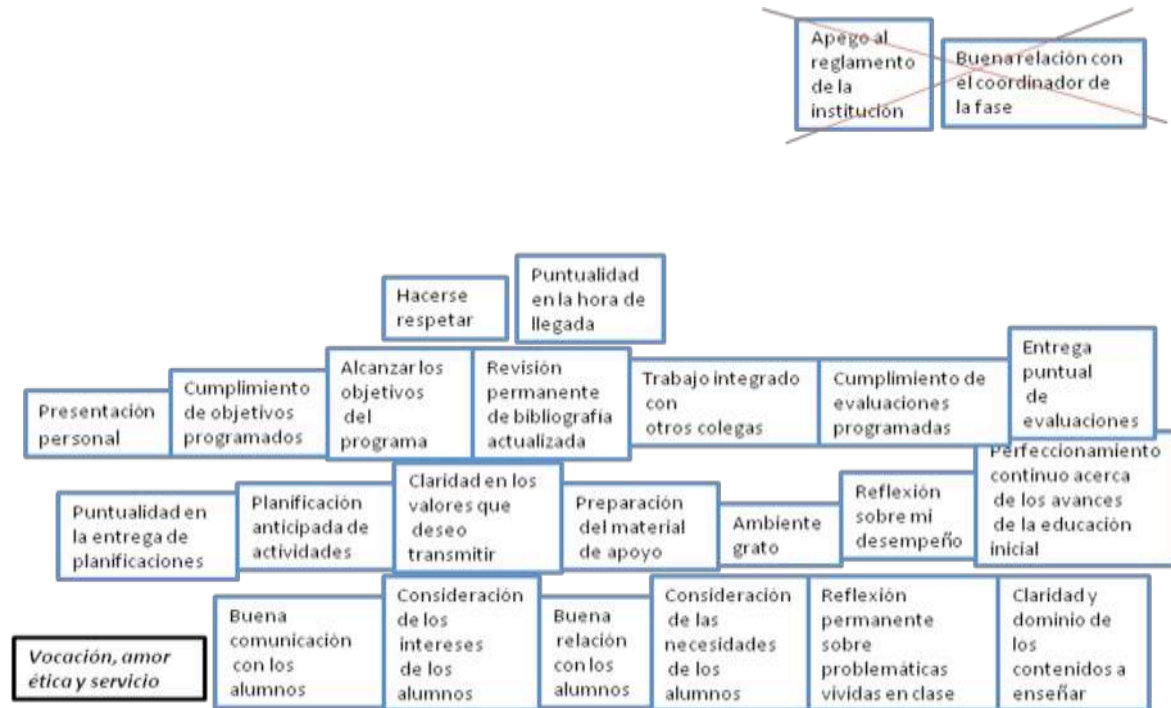 Apego al
reglamento
de la
institución
Buena relación con
el coordinador de
la fase
Hacerse
respetar
Puntualidad
en la hora de
llegada
Presentación
personal
Cumplimiento
de objetivos
programados
Alcanzar los
objetivos
del
programa
Revisión
permanente
de bibliografía
actualizada
Trabajo integrado
con
otros colegas
Cumplimiento de
evaluaciones
programadas
Entrega
puntual
de
evaluaciones
Puntualidad en
la entrega de
planificaciones
Planificación
anticipada de
actividades
Claridad en los
valores que
deseo
transmitir
Preparación
del material
de apoyo
Ambiente
grato
Reflexión
sobre mi
desempeño
Perfeccionamiento
continuo acerca
de los avances
de la educación
inicial
Vocación, amor
ética y servicio
Buena
comunicación
con los
alumnos
Consideración
de los
intereses
de los
alumnos
Buena
relación
con los
alumnos
Consideración
de las
necesidades
de los
alumnos
Reflexión
permanente
sobre
problemáticas
vividas en clase
Claridad y
dominio de
los
contenidos a
enseñar